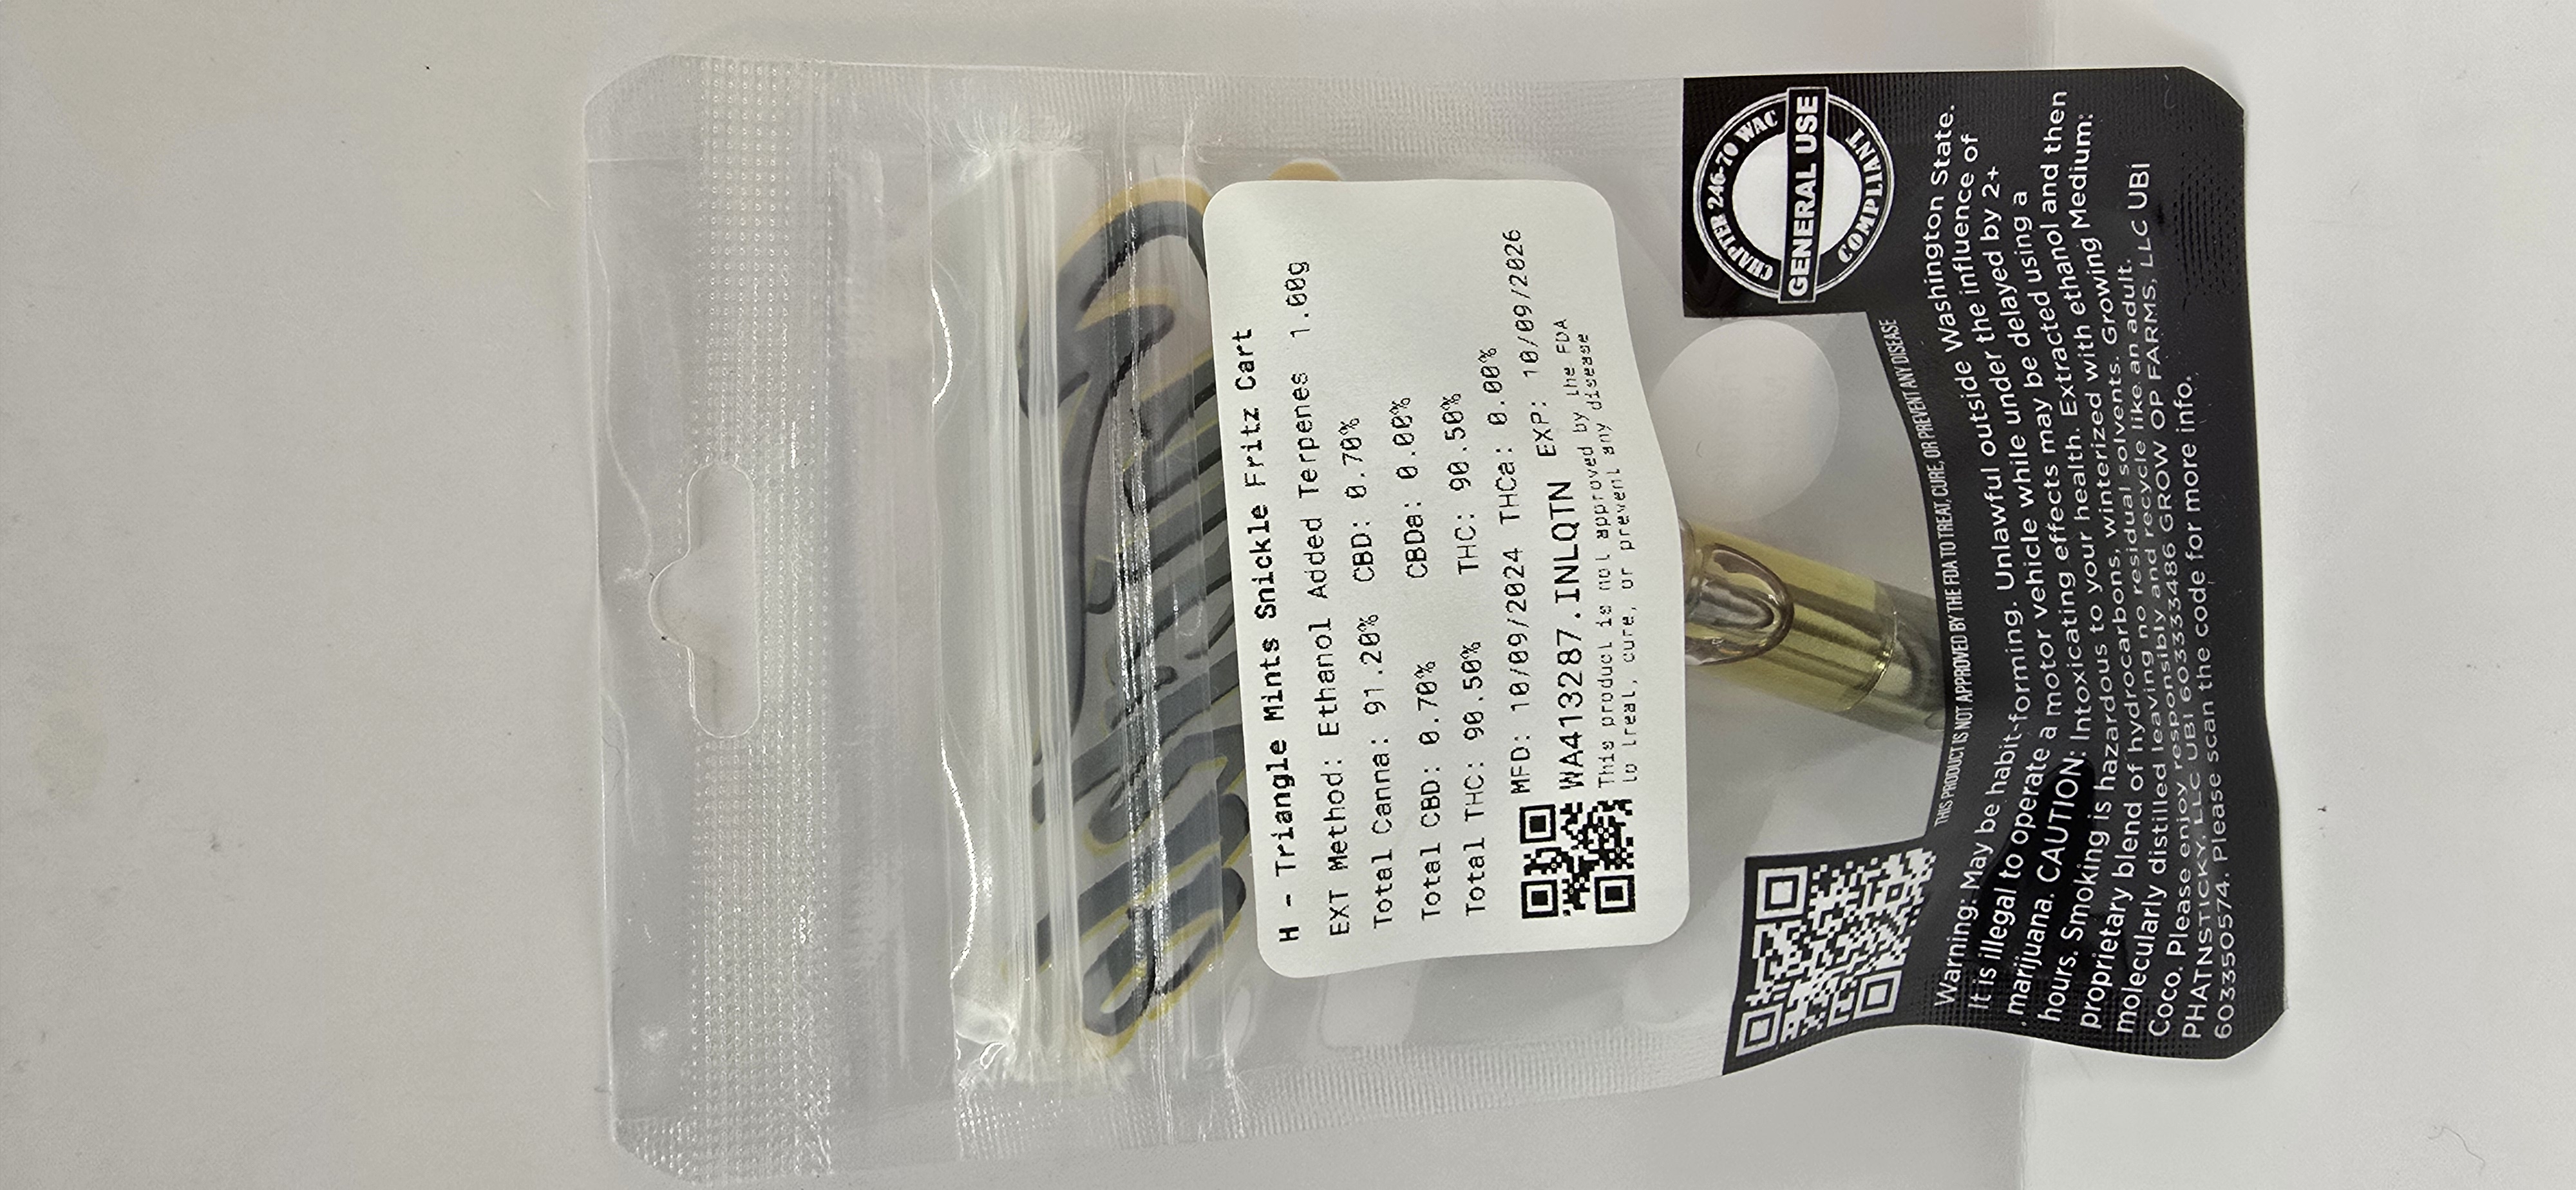 H - Triangle Mints Snickle Fritz Cart
EXT Method: Ethanol Added Terpenes 1.00g
Total Canna: 91.20% CBD: 0.70%
Total CBD: 0.70% CBDa: 0.00%
Total THC: 90.50% THC: 90.50%
MFD: 10/09/2024 THCa: 0.00%
WA413287.INLQTN EXP: 10/09/2026
This product is not approved by the FDA
to treat, cure, or prevent any disease
CHAPTER 246-70 WAC
GENERAL USE
COMPLIANT
THIS PRODUCT IS NOT APPROVED BY THE FDA TO TREAT, CURE, OR PREVENT ANY DISEASE
Warning: May be habit-forming. Unlawful outside Washington State.
It is illegal to operate a motor vehicle while under the influence of
marijuana. CAUTION: Intoxicating effects may be delayed by 2+
hours. Smoking is hazardous to your health. Extracted using a
proprietary blend of hydrocarbons, winterized with ethanol and then
molecularly distilled leaving no residual solvents. Growing Medium:
Coco. Please enjoy responsibly and recycle like an adult.
PHATNSTICKY, LLC UBI 603333486 GROW OP FARMS, LLC UBI
603350574. Please scan the code for more info.